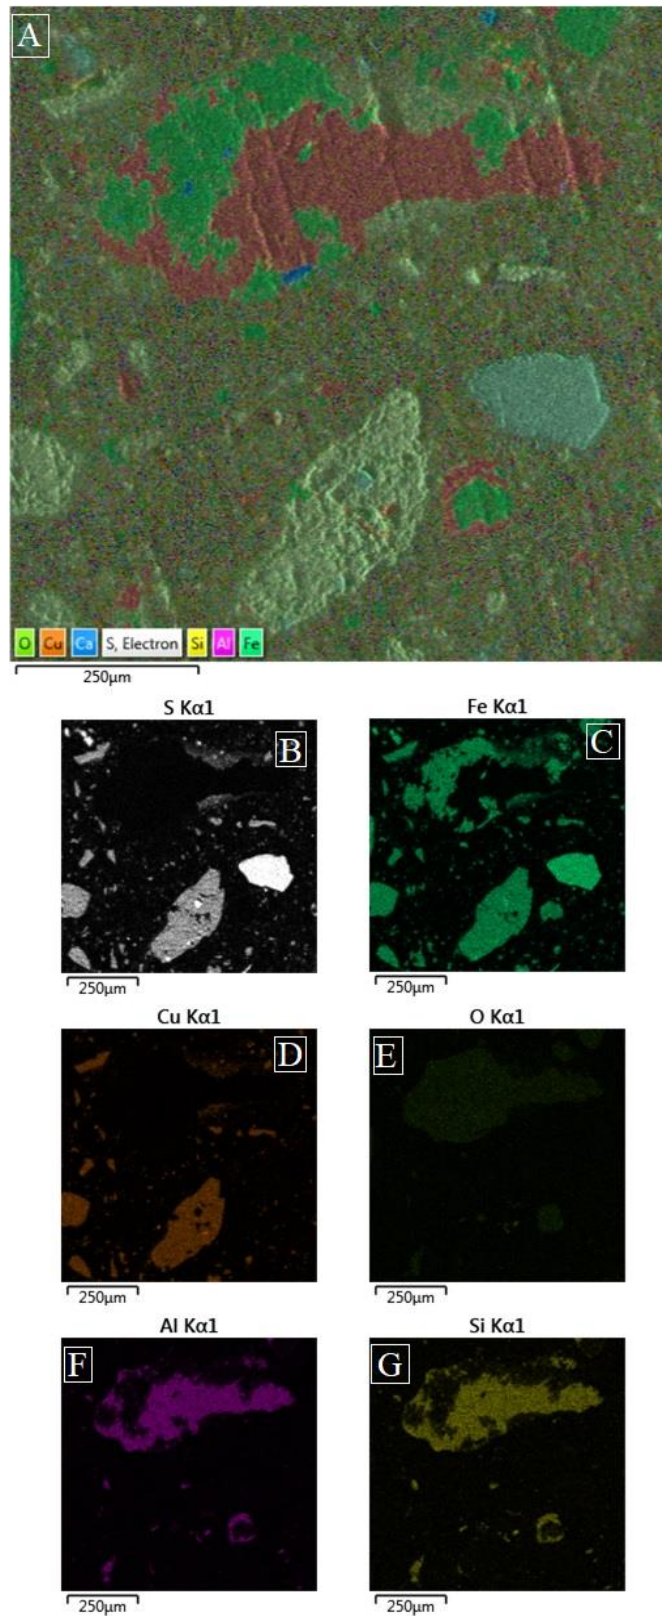 A
O Cu Ca S, Electron Si Al Fe
250µm
S Kα1 Fe Kα1
B C
250µm 250µm
Cu Kα1 O Kα1
D E
250µm 250µm
Al Kα1 Si Kα1
F G
250µm 250µm